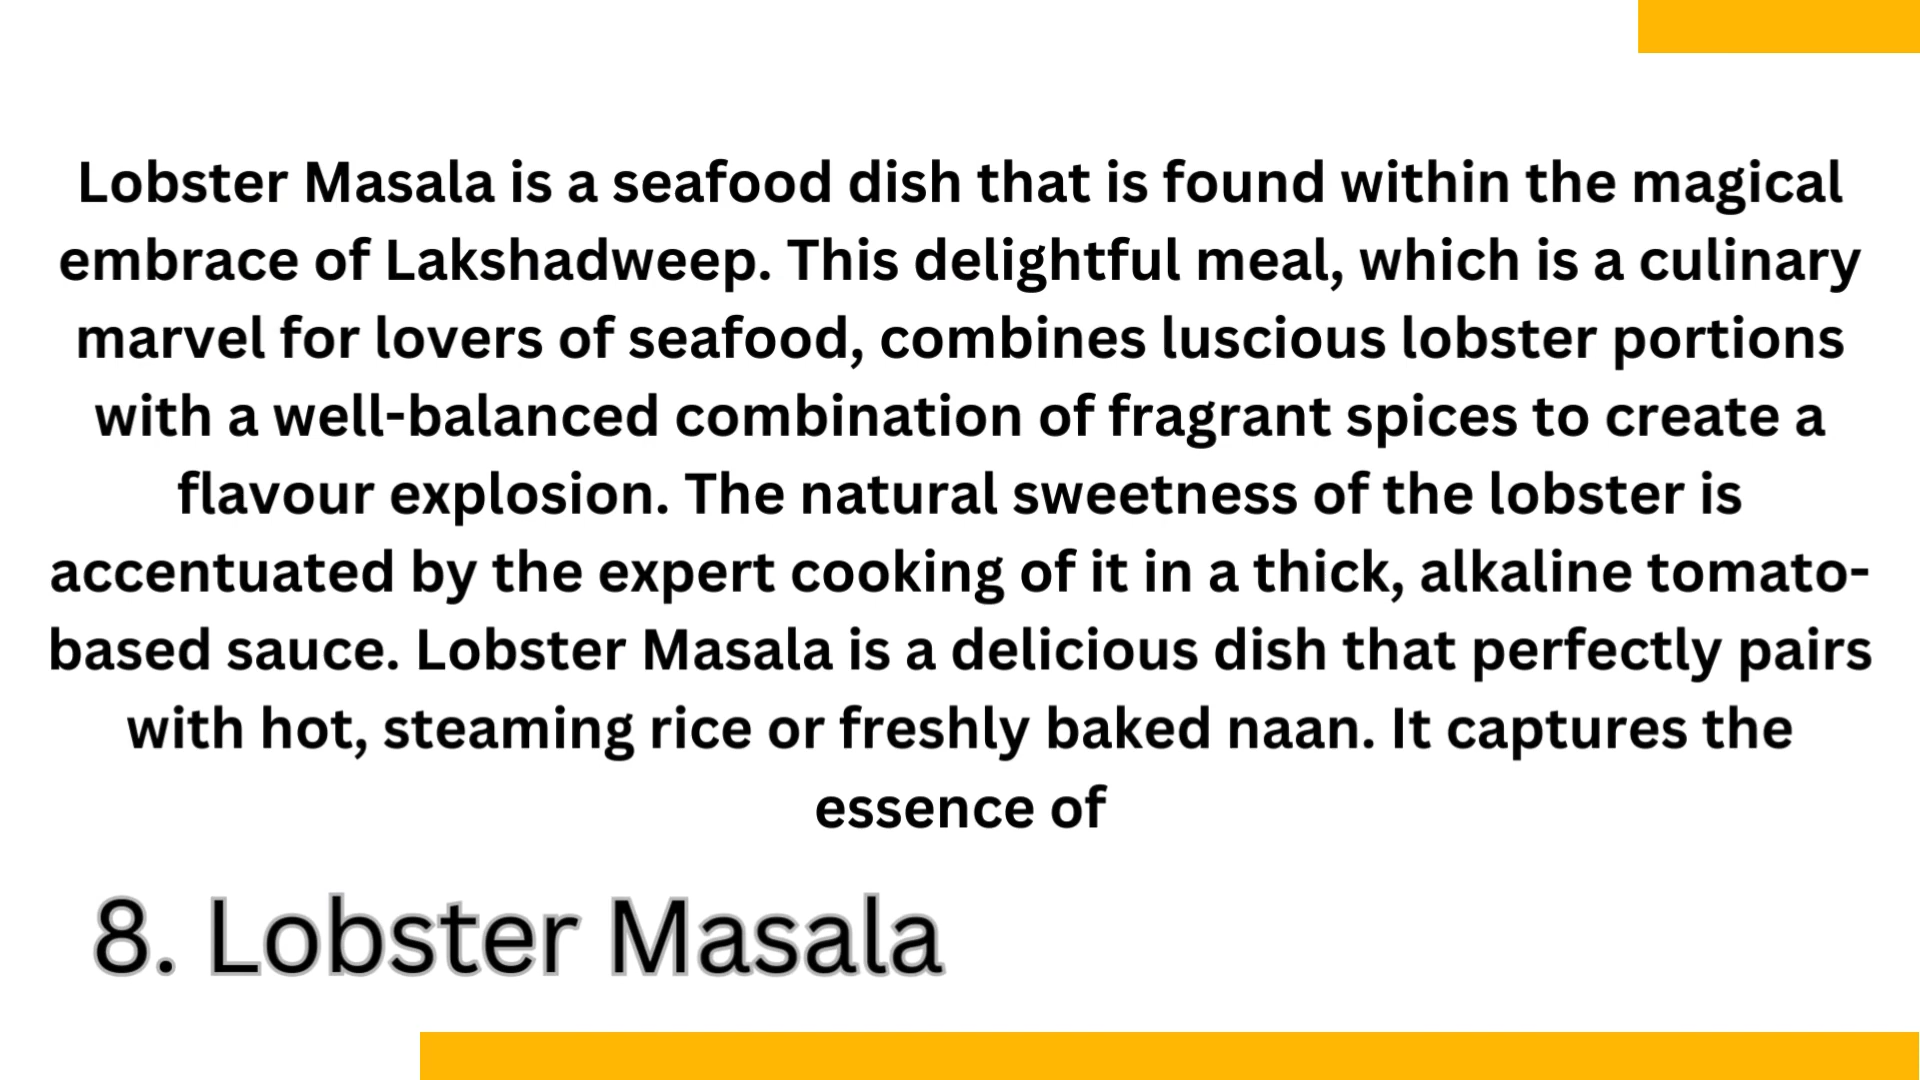 Lobster Masala is a seafood dish that is found within the magical
embrace of Lakshadweep. This delightful meal, which is a culinary
marvel for lovers of seafood, combines luscious lobster portions
with a well-balanced combination of fragrant spices to create a
flavour explosion. The natural sweetness of the lobster is
accentuated by the expert cooking of it in a thick, alkaline tomato-
based sauce. Lobster Masala is a delicious dish that perfectly pairs
with hot, steaming rice or freshly baked naan. It captures the
essence of
8. Lobster Masala